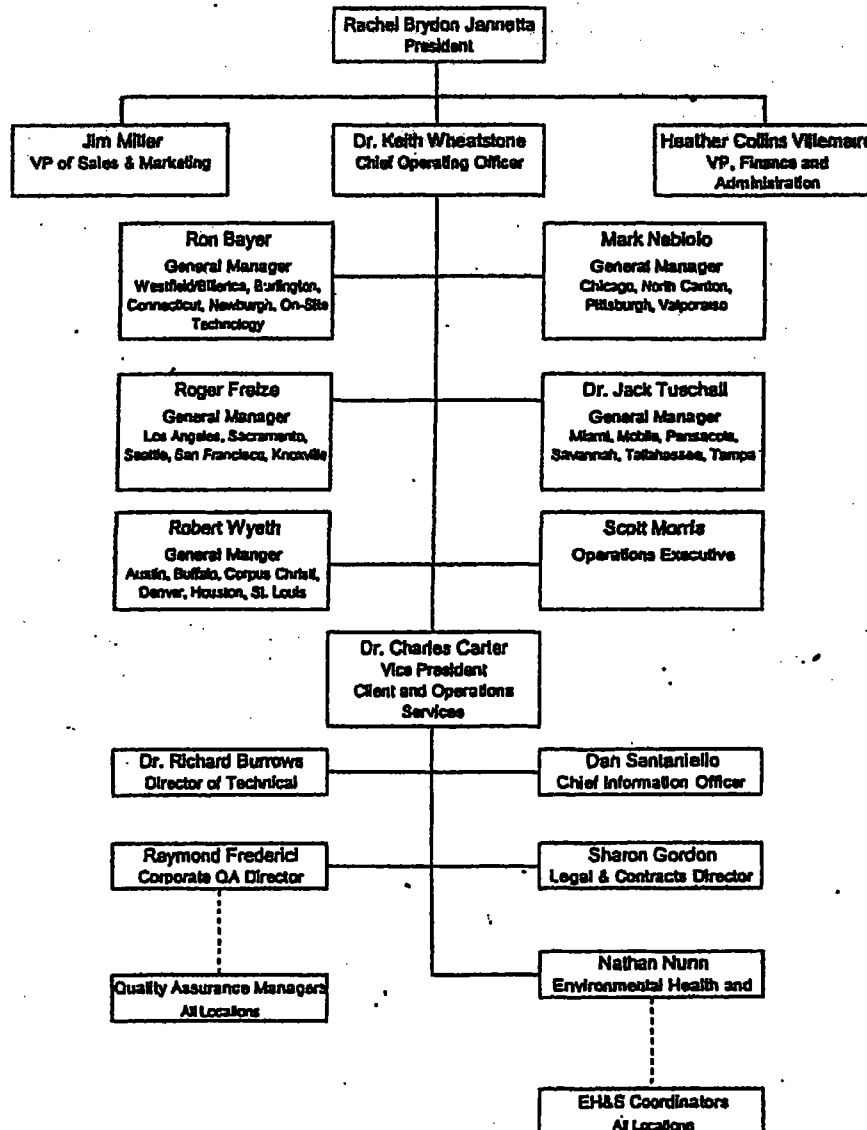 Rachel Brydon Jannetta
President
Jim Miller
VP of Sales & Marketing
Dr. Keith Wheatstone
Chief Operating Officer
Heather Collins Villemaire
VP, Finance and
Administration
Ron Bayer
General Manager
Westfield/Billerica, Burlington,
Connecticut, Newburgh, On-Site
Technology
Mark Nebiolo
General Manager
Chicago, North Canton,
Pittsburgh, Valporaiso
Roger Freize
General Manager
Los Angeles, Sacramento,
Seattle, San Francisco, Knoxville
Dr. Jack Tuschall
General Manager
Miami, Mobile, Pensacola,
Savannah, Tallahassee, Tampa
Robert Wyeth
General Manger
Austin, Buffalo, Corpus Christi,
Denver, Houston, St. Louis
Scott Morris
Operations Executive
Dr. Charles Carter
Vice President
Client and Operations
Services
Dr. Richard Burrows
Director of Technical
Dan Santaniello
Chief Information Officer
Raymond Frederici
Corporate QA Director
Sharon Gordon
Legal & Contracts Director
Quality Assurance Managers
All Locations
Nathan Nunn
Environmental Health and
EH&S Coordinators
All Locations